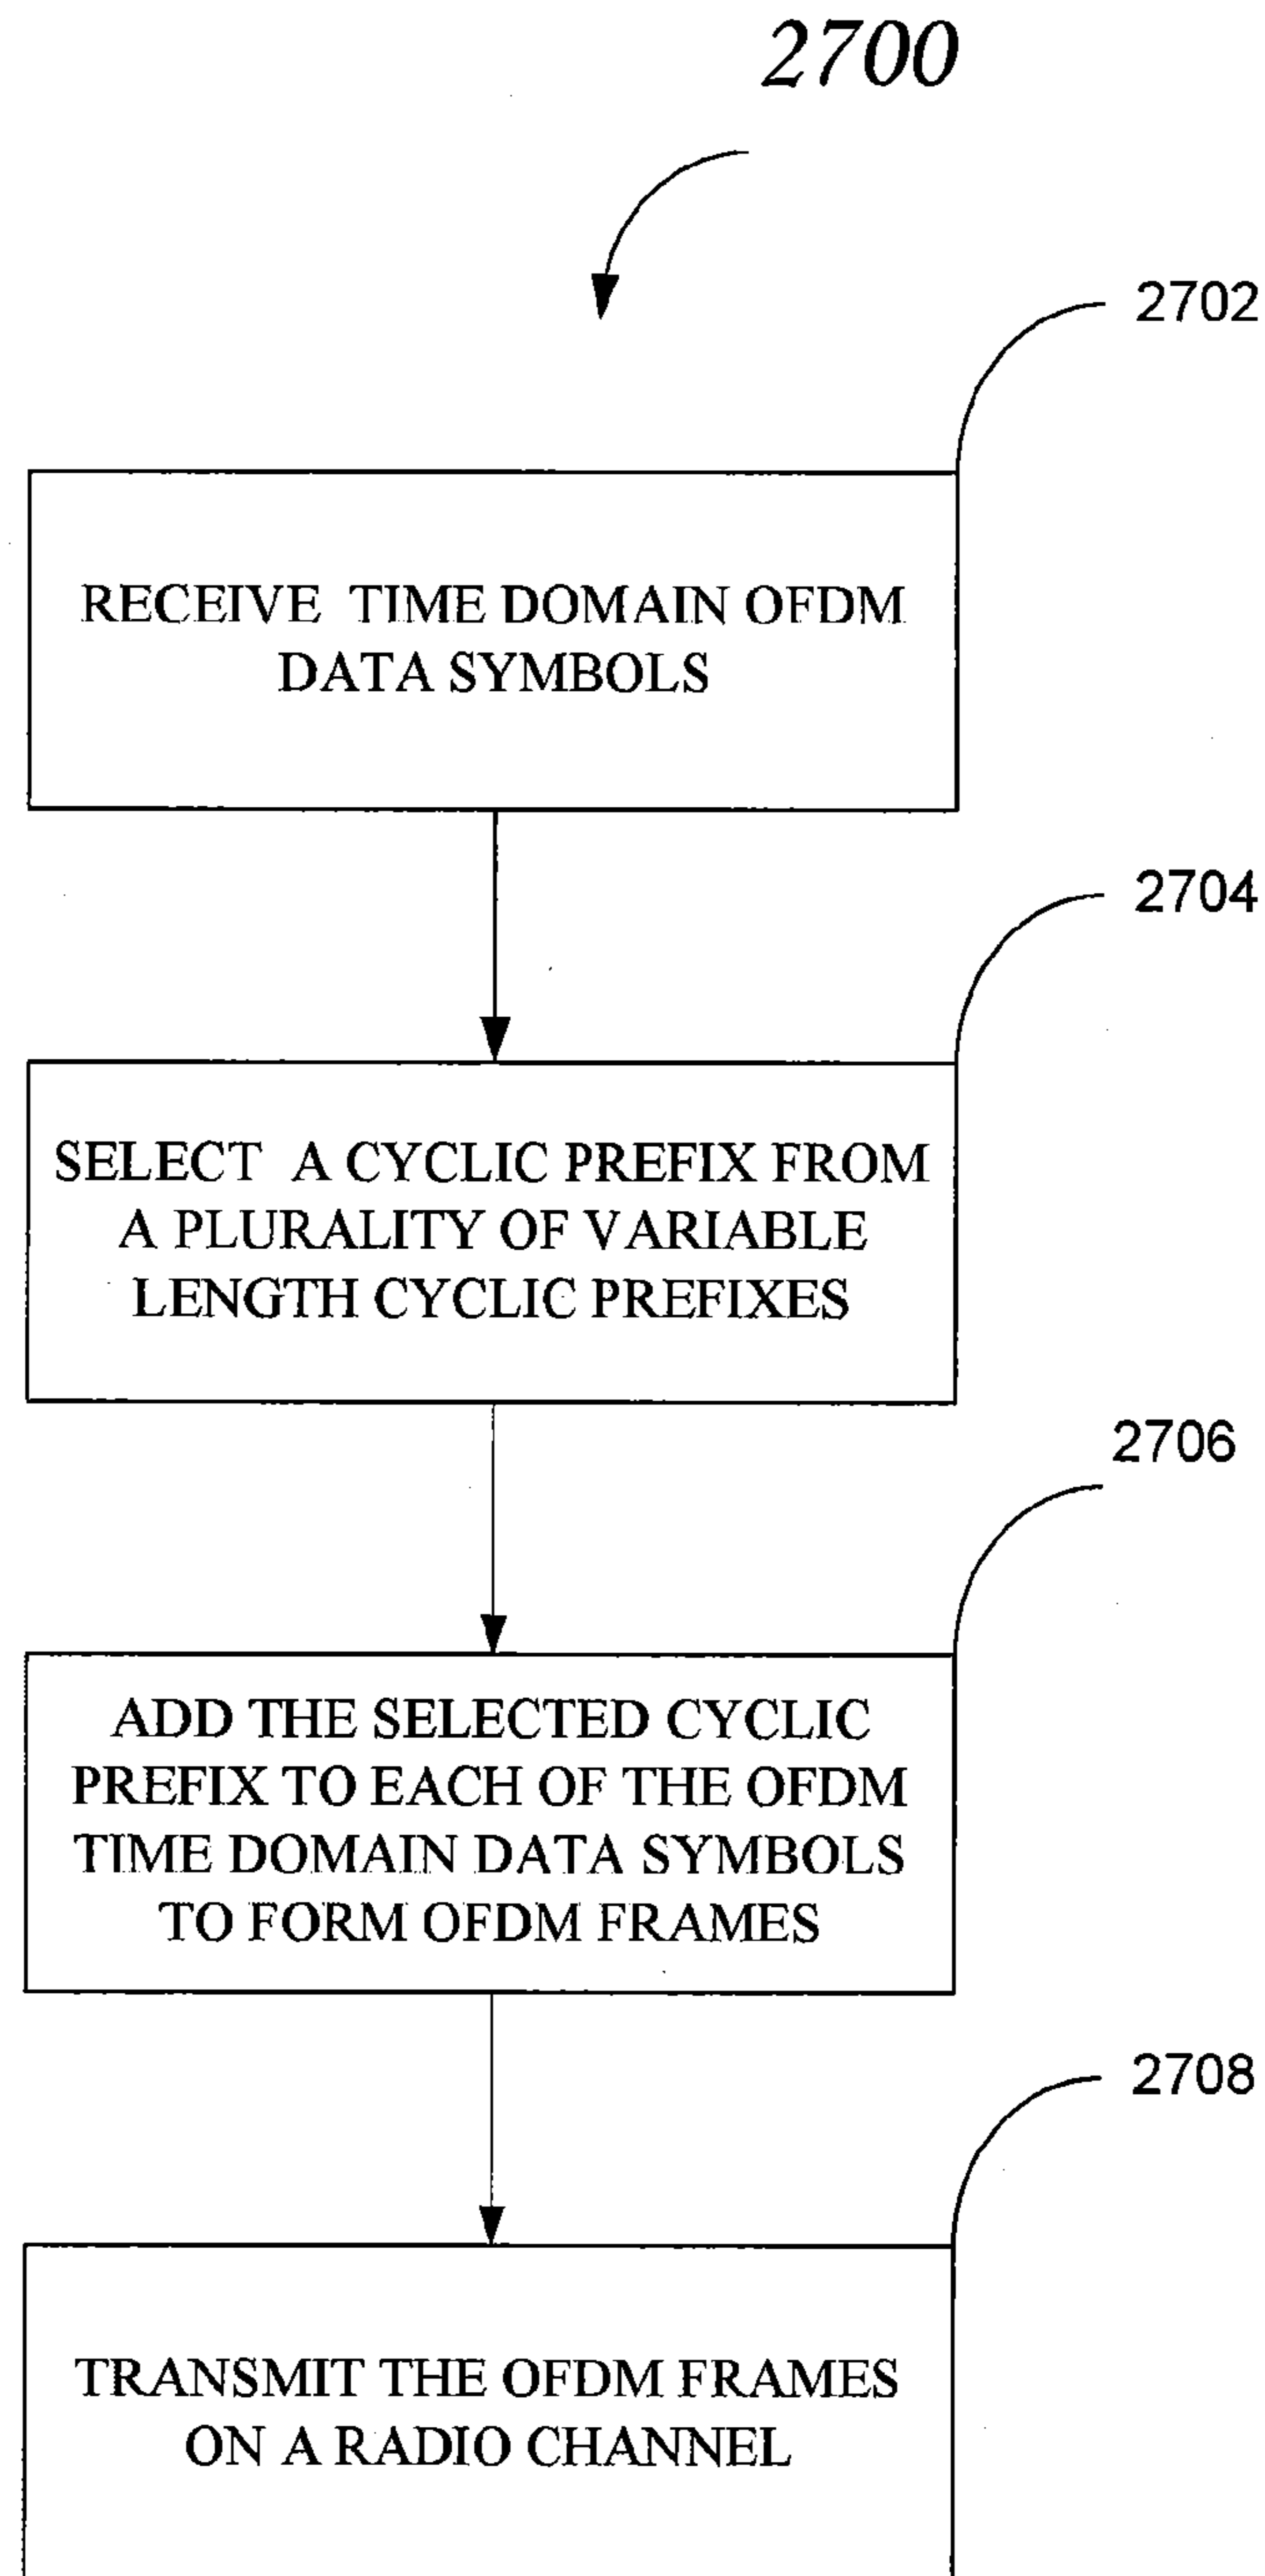 2700
2702
RECEIVE TIME DOMAIN OFDM
DATA SYMBOLS
2704
SELECT A CYCLIC PREFIX FROM
A PLURALITY OF VARIABLE
LENGTH CYCLIC PREFIXES
2706
ADD THE SELECTED CYCLIC
PREFIX TO EACH OF THE OFDM
TIME DOMAIN DATA SYMBOLS
TO FORM OFDM FRAMES
2708
TRANSMIT THE OFDM FRAMES
ON A RADIO CHANNEL